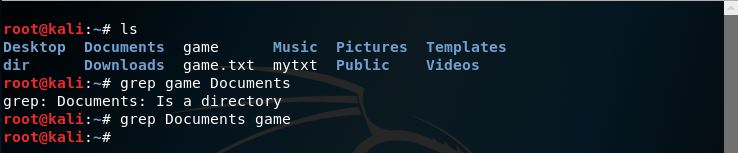 root@kali:~# ls
Desktop  Documents  game      Music  Pictures  Templates
dir      Downloads  game.txt  mytxt  Public    Videos
root@kali:~# grep game Documents
grep: Documents: Is a directory
root@kali:~# grep Documents game
root@kali:~#